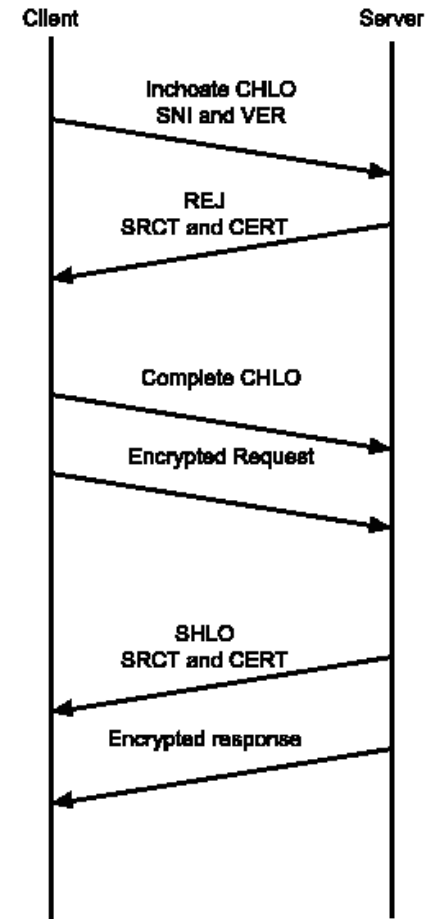 Client
Server
Inchoate CHLO
SNI and VER
REJ
SRCT and CERT
Complete CHLO
Encrypted Request
SHLO
SRCT and CERT
Encrypted response